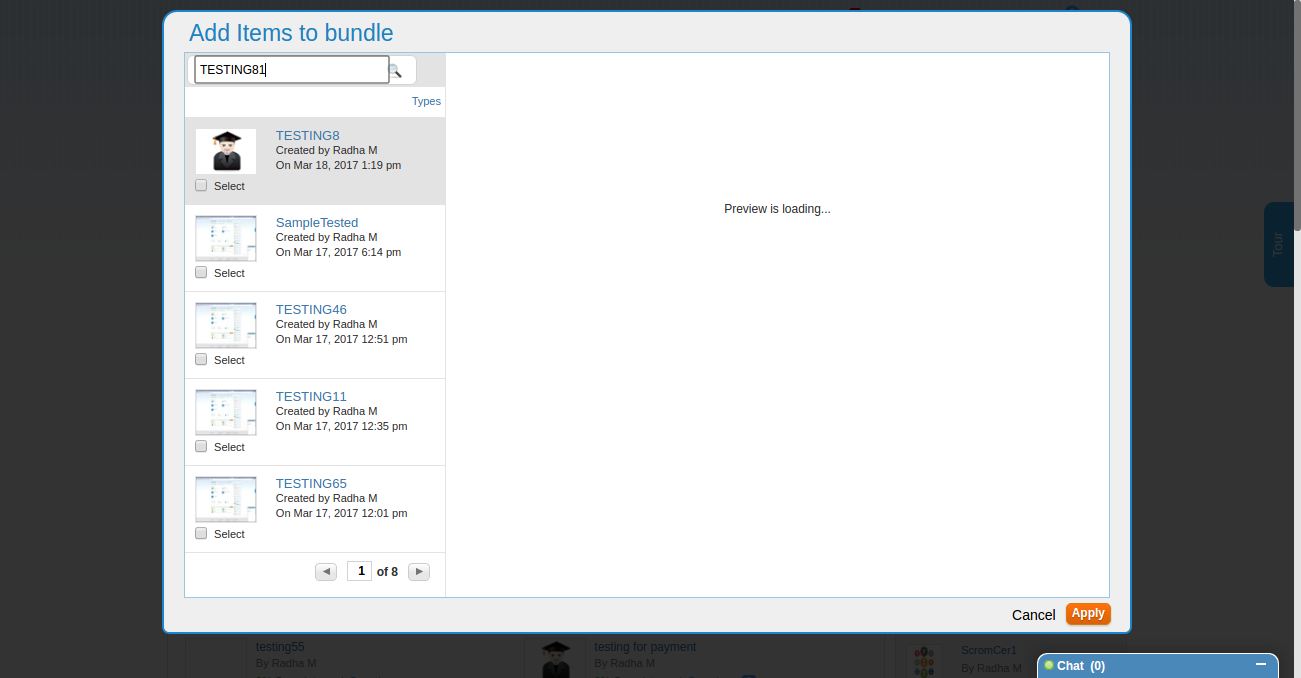 Add Items to bundle
TESTING81
Types
TESTING8
Created by Radha M
On Mar 18, 2017 1:19 pm
Select
SampleTested
Created by Radha M
On Mar 17, 2017 6:14 pm
Select
TESTING46
Created by Radha M
On Mar 17, 2017 12:51 pm
Select
TESTING11
Created by Radha M
On Mar 17, 2017 12:35 pm
Select
TESTING65
Created by Radha M
On Mar 17, 2017 12:01 pm
Select
1 of 8
Preview is loading...
Tour
Cancel Apply
testing55
By Radha M
testing for payment
By Radha M
ScromCer1
By Radha M
Chat (0)